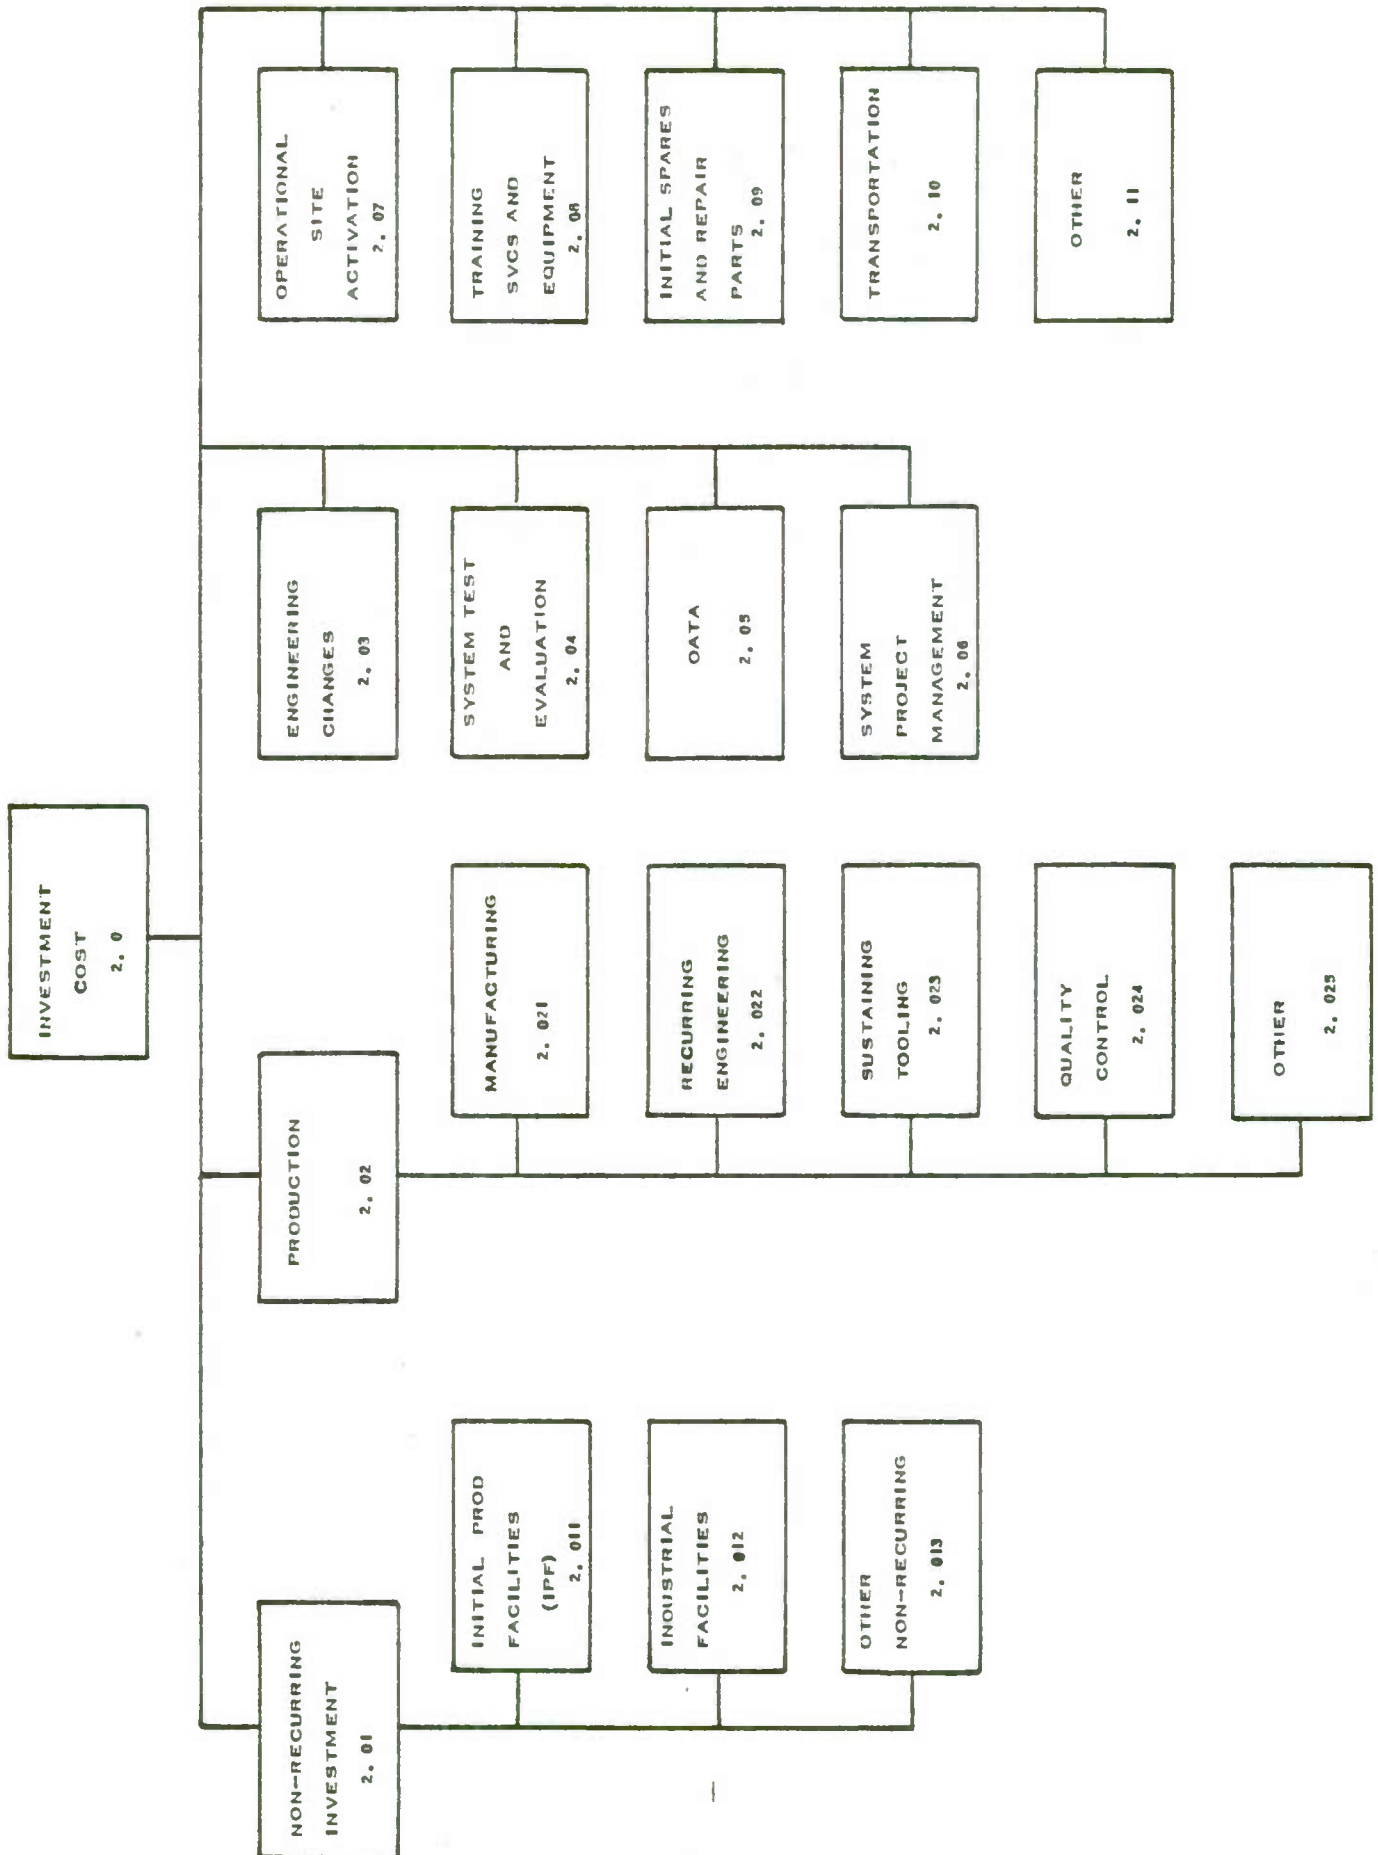 INVESTMENT
COST
2.0
NON-RECURRING
INVESTMENT
2.01
INITIAL PROD
FACILITIES
(IPF)
2.011
INDUSTRIAL
FACILITIES
2.012
OTHER
NON-RECURRING
2.013
PRODUCTION
2.02
MANUFACTURING
2.021
RECURRING
ENGINEERING
2.022
SUSTAINING
TOOLING
2.023
QUALITY
CONTROL
2.024
OTHER
2.025
ENGINEERING
CHANGES
2.03
SYSTEM TEST
AND
EVALUATION
2.04
DATA
2.05
SYSTEM
PROJECT
MANAGEMENT
2.06
OPERATIONAL
SITE
ACTIVATION
2.07
TRAINING
SVCS AND
EQUIPMENT
2.08
INITIAL SPARES
AND REPAIR
PARTS
2.09
TRANSPORTATION
2.10
OTHER
2.11